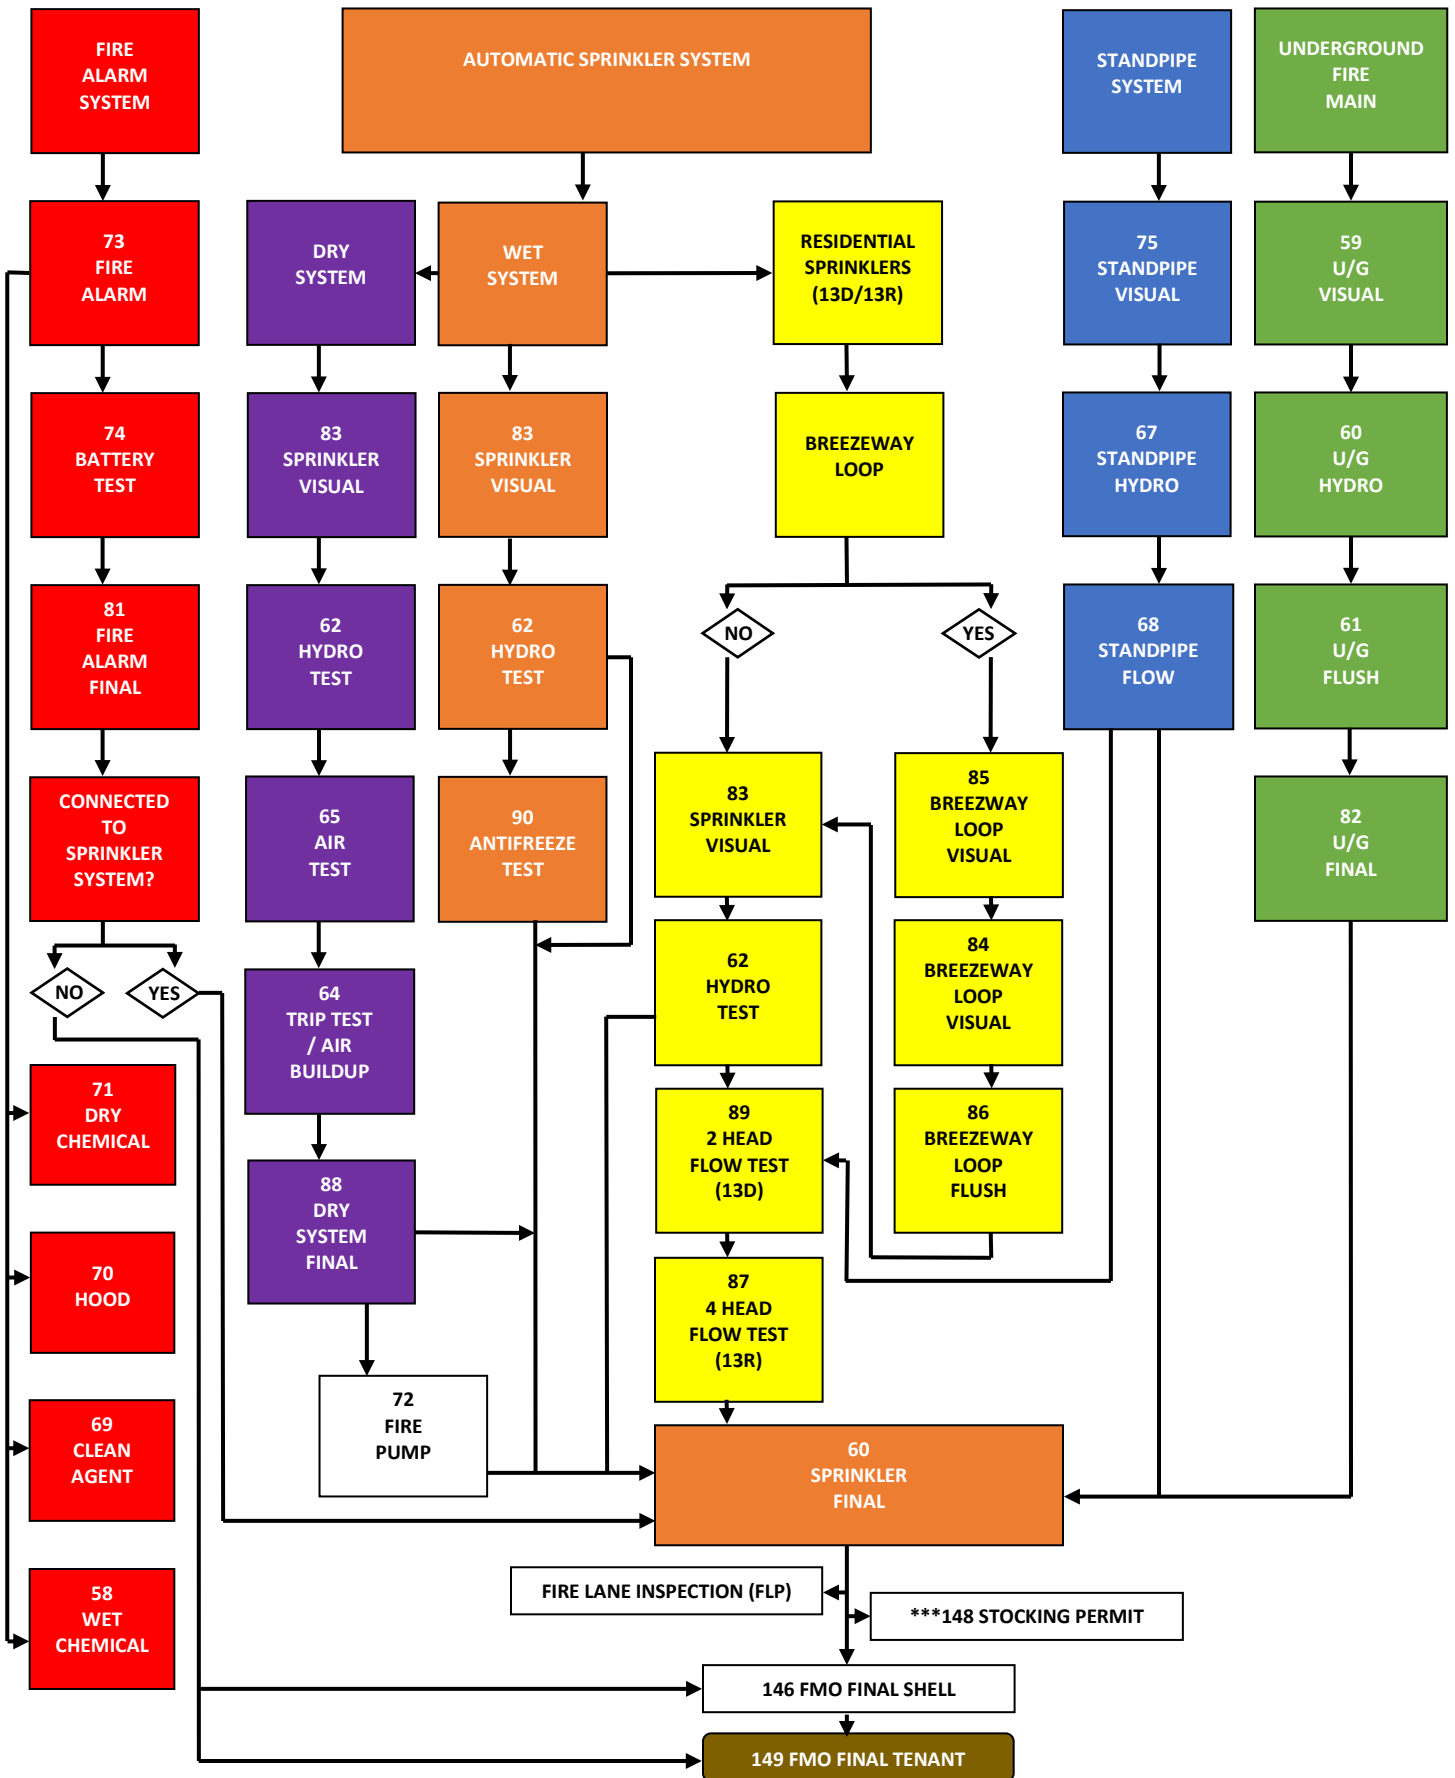 FIRE
ALARM
SYSTEM
AUTOMATIC SPRINKLER SYSTEM
STANDPIPE
SYSTEM
UNDERGROUND
FIRE
MAIN
73
FIRE
ALARM
DRY
SYSTEM
WET
SYSTEM
RESIDENTIAL
SPRINKLERS
(13D/13R)
75
STANDPIPE
VISUAL
59
U/G
VISUAL
74
BATTERY
TEST
83
SPRINKLER
VISUAL
83
SPRINKLER
VISUAL
BREEZEWAY
LOOP
67
STANDPIPE
HYDRO
60
U/G
HYDRO
81
FIRE
ALARM
FINAL
62
HYDRO
TEST
62
HYDRO
TEST
NO
YES
68
STANDPIPE
FLOW
61
U/G
FLUSH
CONNECTED
TO
SPRINKLER
SYSTEM?
65
AIR
TEST
90
ANTIFREEZE
TEST
83
SPRINKLER
VISUAL
85
BREEZWAY
LOOP
VISUAL
82
U/G
FINAL
NO
YES
64
TRIP TEST
/ AIR
BUILDUP
62
HYDRO
TEST
84
BREEZEWAY
LOOP
VISUAL
71
DRY
CHEMICAL
89
2 HEAD
FLOW TEST
(13D)
86
BREEZEWAY
LOOP
FLUSH
88
DRY
SYSTEM
FINAL
70
HOOD
87
4 HEAD
FLOW TEST
(13R)
72
FIRE
PUMP
69
CLEAN
AGENT
60
SPRINKLER
FINAL
58
WET
CHEMICAL
FIRE LANE INSPECTION (FLP)
***148 STOCKING PERMIT
146 FMO FINAL SHELL
149 FMO FINAL TENANT